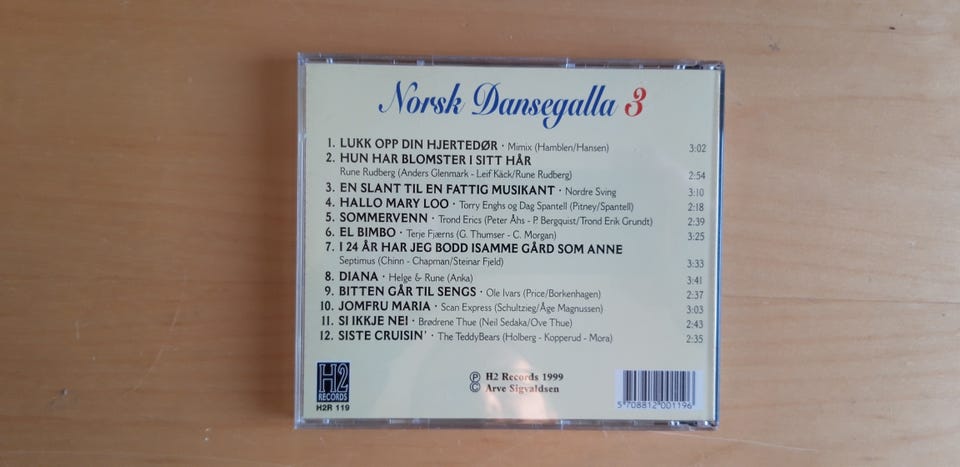 Norsk Dansegalla 3
1. LUKK OPP DIN HJERTEDØR · Mimix (Hamblen/Hansen) 3:02
2. HUN HAR BLOMSTER I SITT HÅR
Rune Rudberg (Anders Glenmark - Leif Käck/Rune Rudberg) 2:54
3. EN SLANT TIL EN FATTIG MUSIKANT · Nordre Sving 3:10
4. HALLO MARY LOO · Torry Enghs og Dag Spantell (Pitney/Spantell) 2:18
5. SOMMERVENN · Trond Erics (Peter Åhs - P Bergquist/Trond Erik Grundt) 2:39
6. EL BIMBO · Terje Fjærns (G. Thumser - C. Morgan) 3:25
7. I 24 ÅR HAR JEG BODD ISAMME GÅRD SOM ANNE
Septimus (Chinn - Chapman/Steinar Fjeld) 3:33
8. DIANA · Helge & Rune (Anka) 3:41
9. BITTEN GÅR TIL SENGS · Ole Ivars (Price/Borkenhagen) 2:37
10. JOMFRU MARIA · Scan Express (Schultzieg/Åge Magnussen) 3:03
11. SI IKKJE NEI · Brødrene Thue (Neil Sedaka/Ove Thue) 2:43
12. SISTE CRUISIN' · The TeddyBears (Holberg - Kopperud - Mora) 2:35
H2
RECORDS
H2R 119
℗ H2 Records 1999
© Arve Sigvaldsen
5 708812 001196